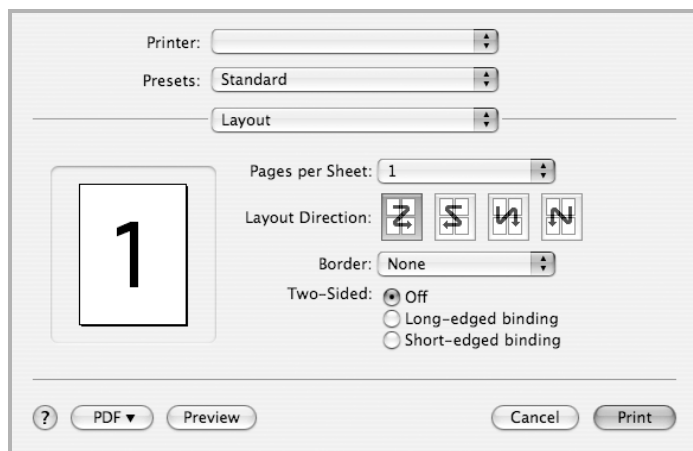 Printer:
Presets: Standard
Layout
Pages per Sheet: 1
Layout Direction:
Border: None
Two-Sided: Off
Long-edged binding
Short-edged binding
1
? PDF ▼ Preview Cancel Print